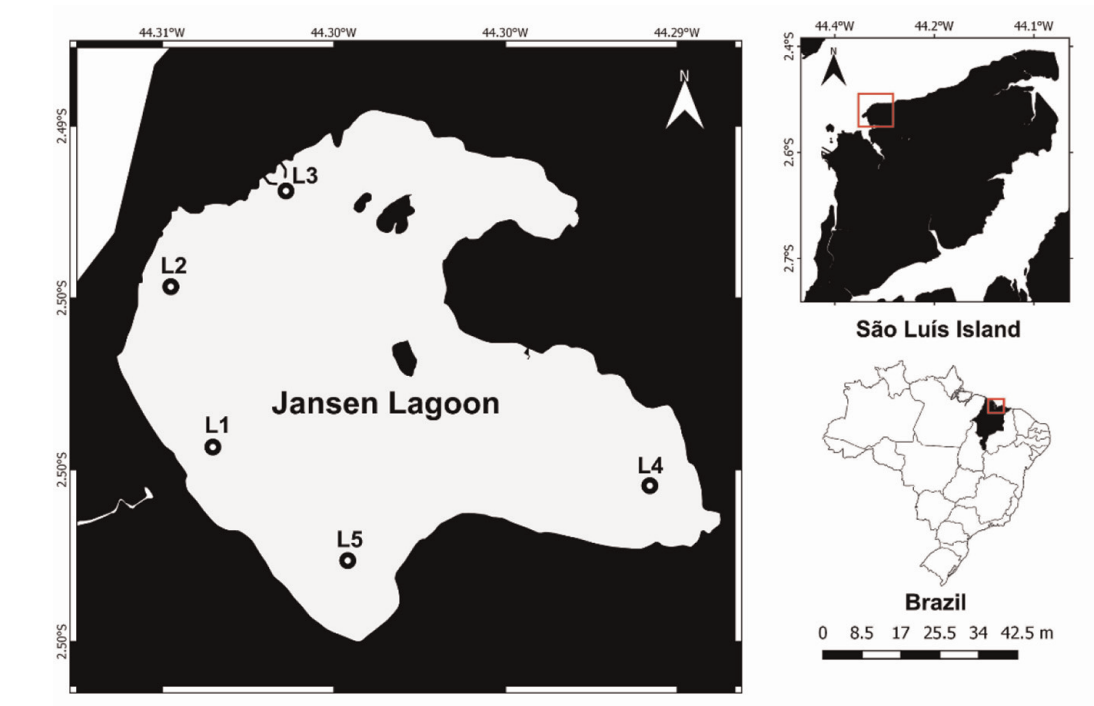 44.31°W 44.30°W 44.30°W 44.29°W
N
2.49°S
2.50°S
2.50°S
2.50°S
L3
L2
Jansen Lagoon
L1
L4
L5
44.4°W 44.2°W 44.1°W
N
2.4°S
2.6°S
2.7°S
São Luís Island
Brazil
0 8.5 17 25.5 34 42.5 m